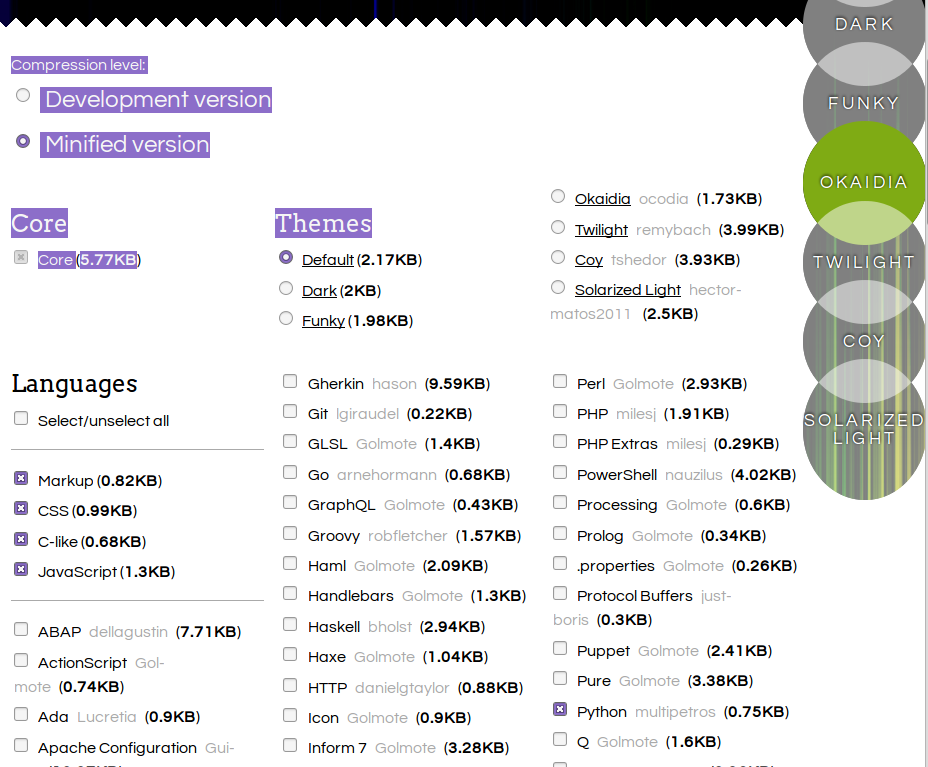 Compression level:
Development version
Minified version
Core
Core (5.77KB)
Themes
Default (2.17KB)
Dark (2KB)
Funky (1.98KB)
Okaidia ocodia (1.73KB)
Twilight remybach (3.99KB)
Coy tshedor (3.93KB)
Solarized Light hector-
matos2011 (2.5KB)
Languages
Select/unselect all
Markup (0.82KB)
CSS (0.99KB)
C-like (0.68KB)
JavaScript (1.3KB)
ABAP dellagustin (7.71KB)
ActionScript Gol-
mote (0.74KB)
Ada Lucretia (0.9KB)
Apache Configuration Gui-
Gherkin hason (9.59KB)
Git lgiraudel (0.22KB)
GLSL Golmote (1.4KB)
Go arnehormann (0.68KB)
GraphQL Golmote (0.43KB)
Groovy robfletcher (1.57KB)
Haml Golmote (2.09KB)
Handlebars Golmote (1.3KB)
Haskell bholst (2.94KB)
Haxe Golmote (1.04KB)
HTTP danielgtaylor (0.88KB)
Icon Golmote (0.9KB)
Inform 7 Golmote (3.28KB)
Perl Golmote (2.93KB)
PHP milesj (1.91KB)
PHP Extras milesj (0.29KB)
PowerShell nauzilus (4.02KB)
Processing Golmote (0.6KB)
Prolog Golmote (0.34KB)
.properties Golmote (0.26KB)
Protocol Buffers just-
boris (0.3KB)
Puppet Golmote (2.41KB)
Pure Golmote (3.38KB)
Python multipetros (0.75KB)
Q Golmote (1.6KB)
DARK
FUNKY
OKAIDIA
TWILIGHT
COY
SOLARIZED
LIGHT